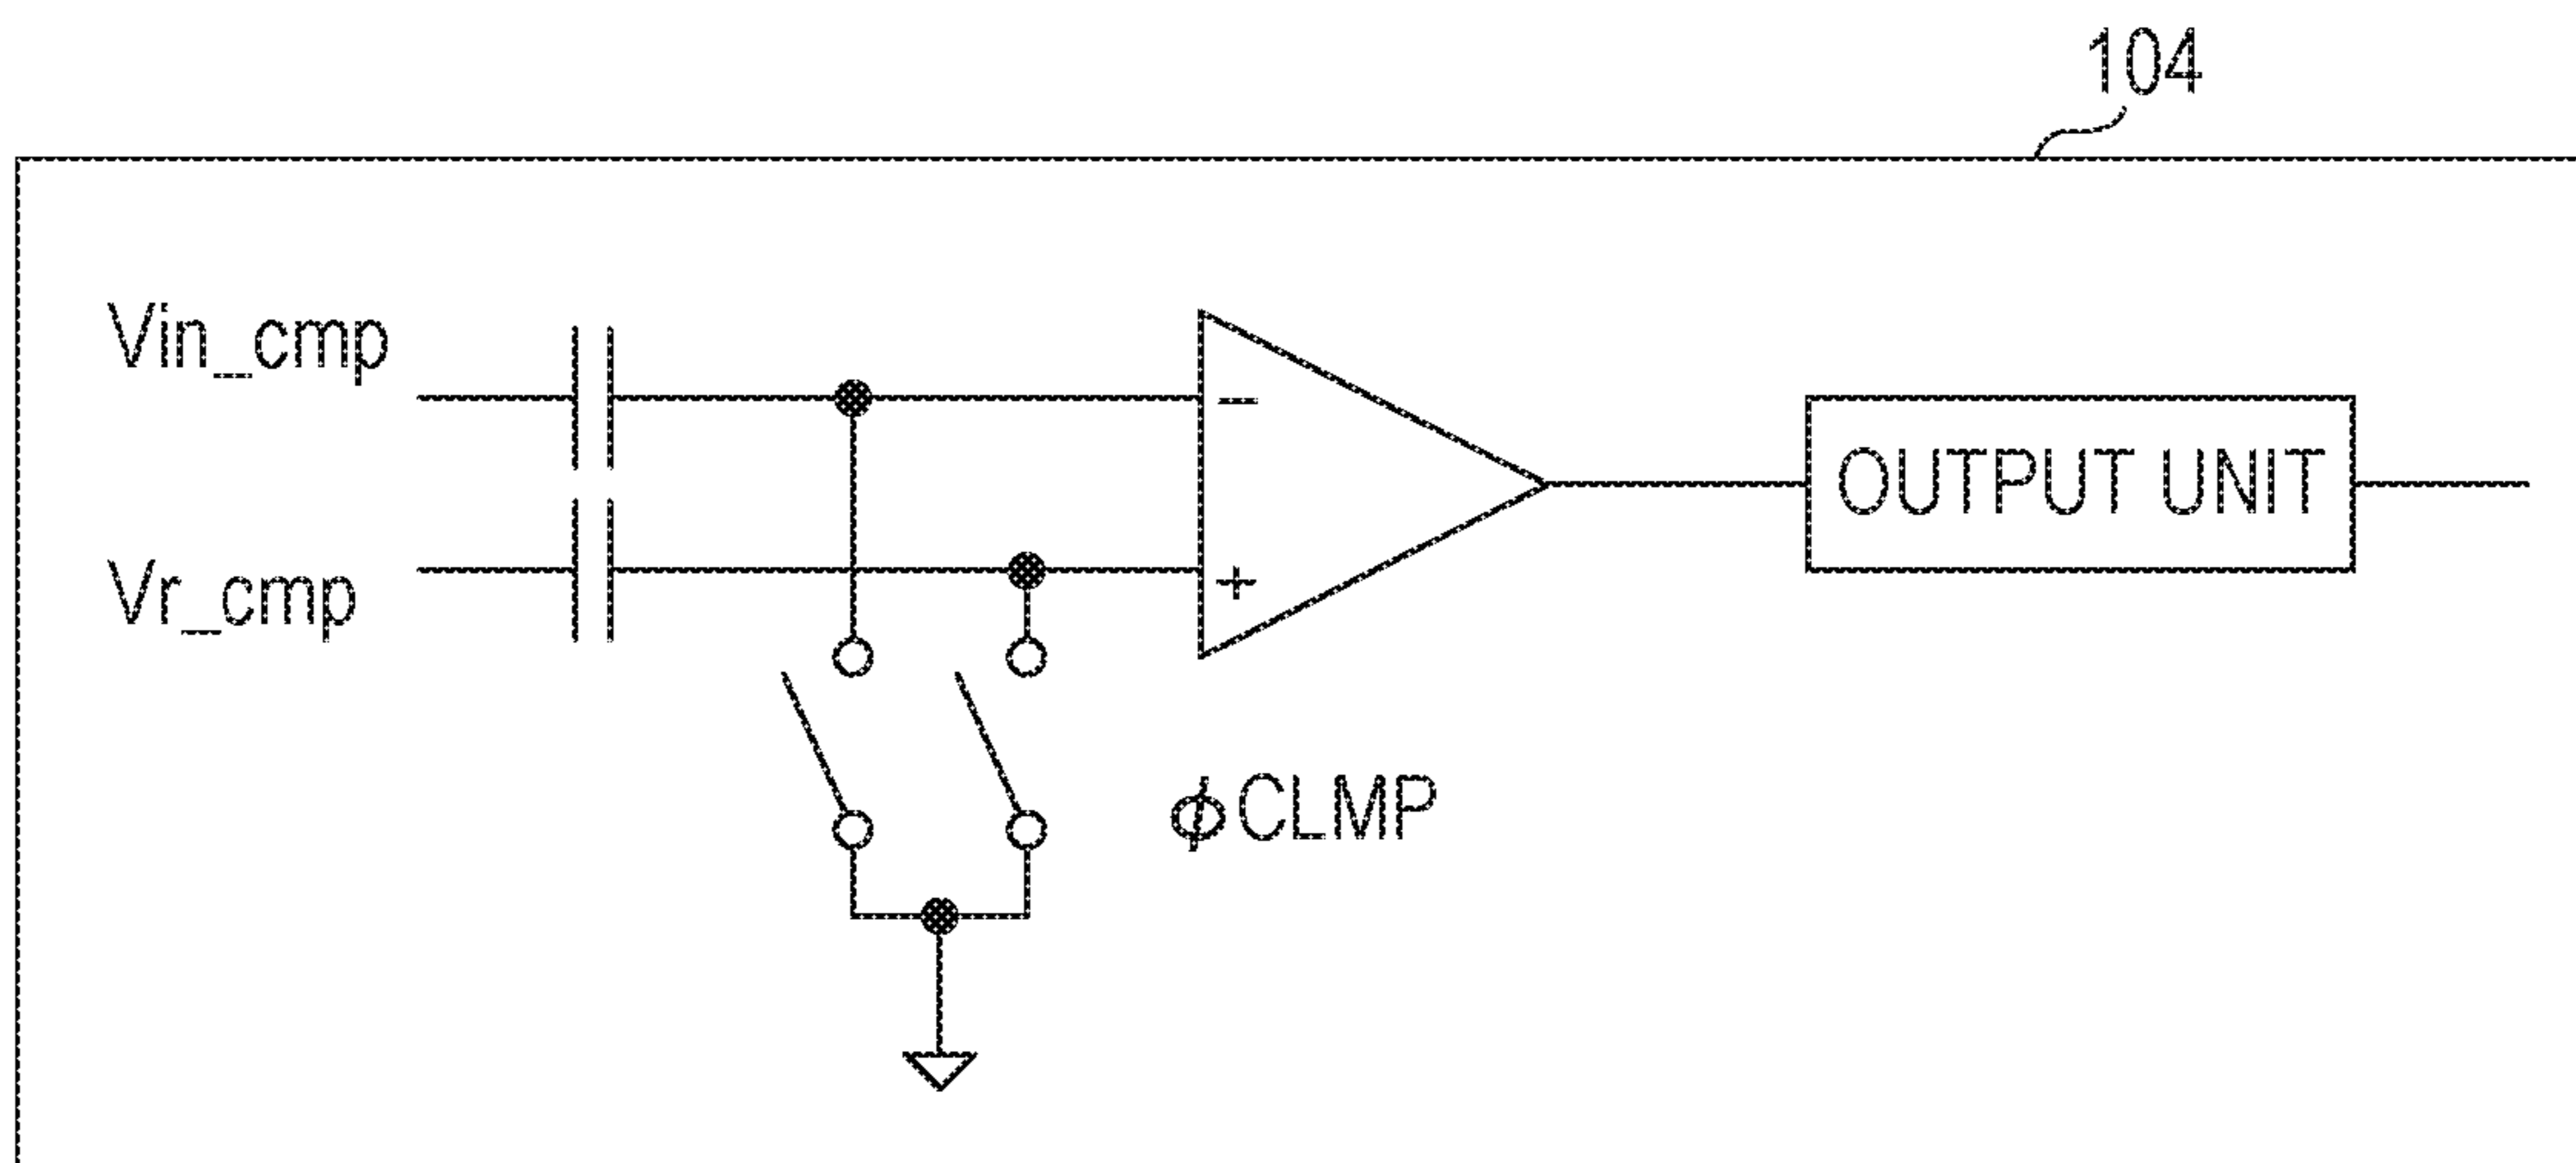 104
Vin_cmp
−
OUTPUT UNIT
Vr_cmp
+
ϕCLMP